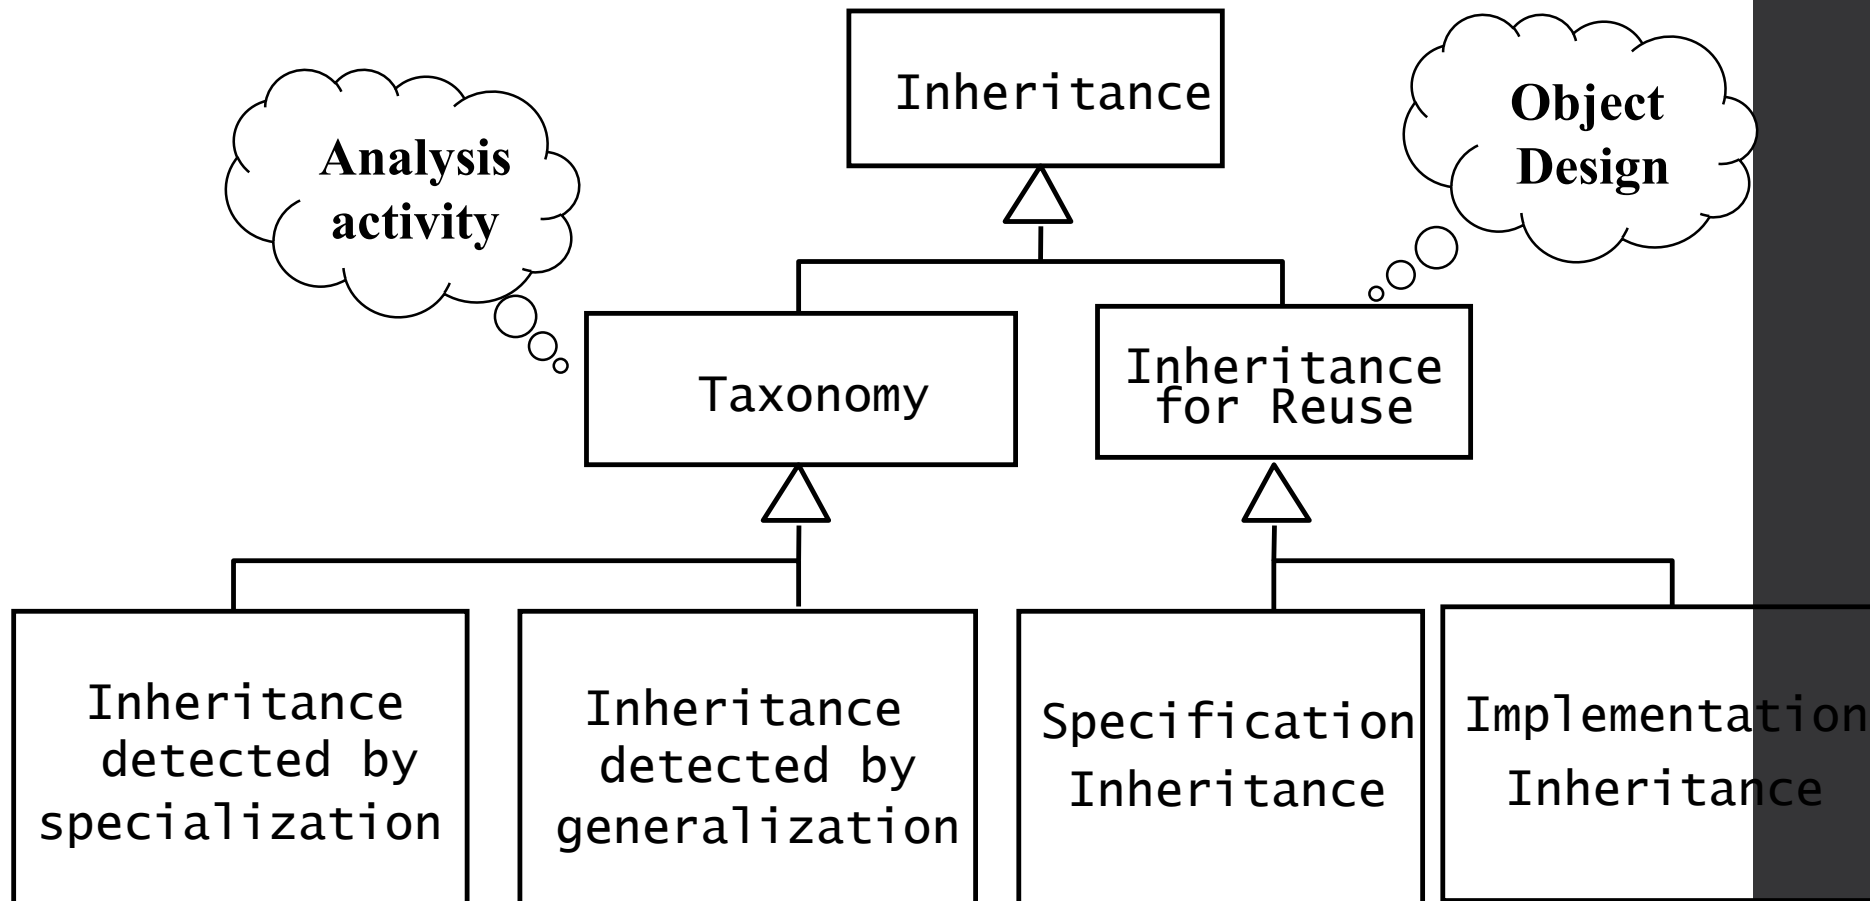 Inheritance
Analysis
activity
Object
Design
Taxonomy
Inheritance
for Reuse
Inheritance
detected by
specialization
Inheritance
detected by
generalization
Specification
Inheritance
Implementation
Inheritance